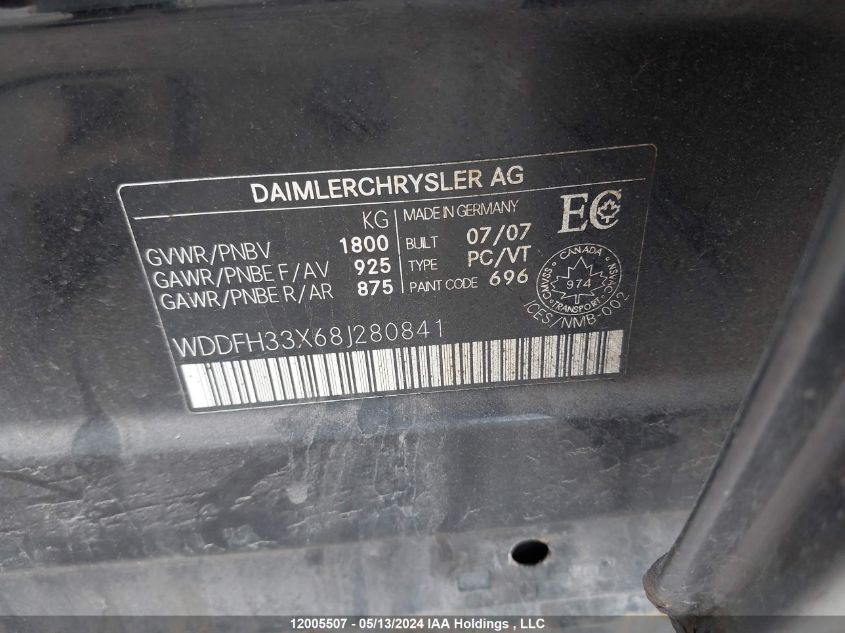 DAIMLERCHRYSLER AG
KG
GVWR/PNBV 1800
GAWR/PNBE F/AV 925
GAWR/PNBE R/AR 875
MADE IN GERMANY
BUILT 07/07
TYPE PC/VT
PAINT CODE 696
EC
CANADA
CMVSS 974 NSVAC
TRANSPORT
ICES/NMB-002
WDDFH33X68J280841
12005507 - 05/13/2024 IAA Holdings , LLC